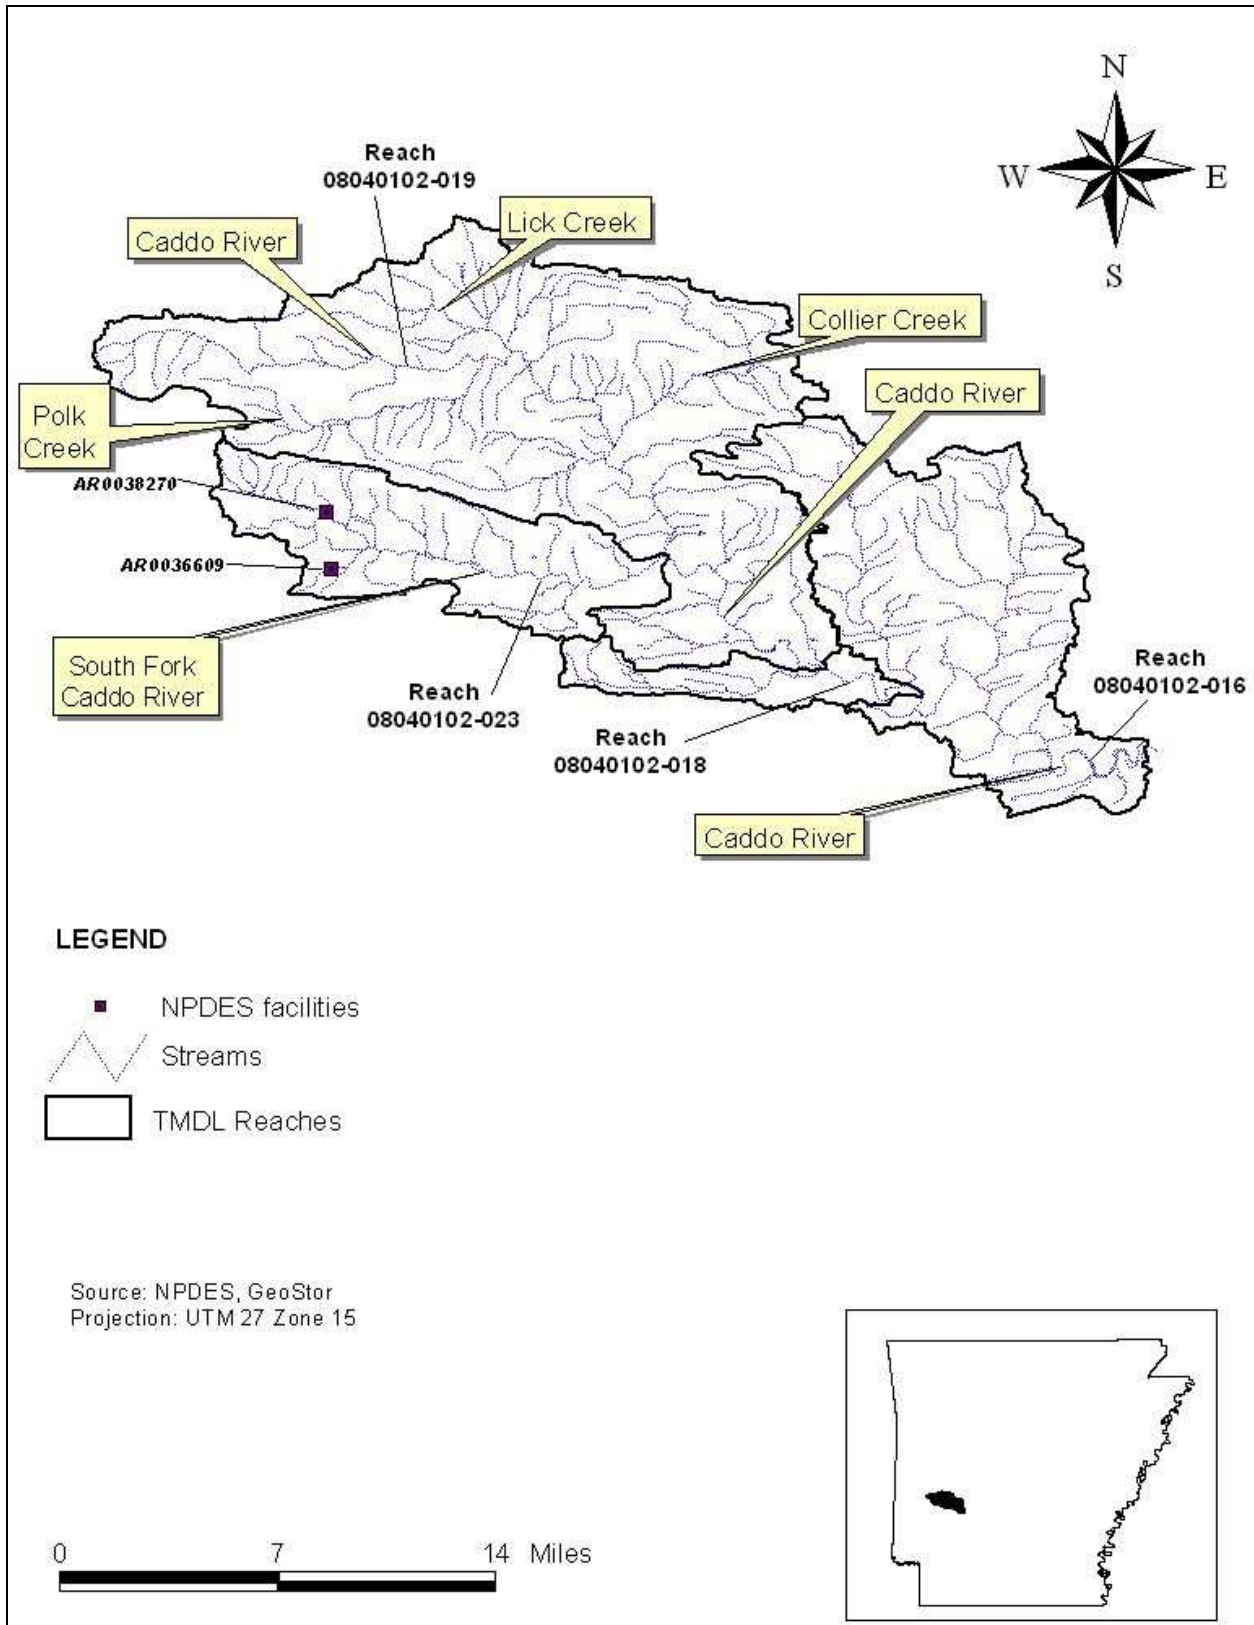 N
W
E
S
Reach
08040102-019
Lick Creek
Caddo River
Collier Creek
Caddo River
Polk
Creek
AR0038270
AR0036609
South Fork
Caddo River
Reach
08040102-023
Reach
08040102-018
Reach
08040102-016
Caddo River
LEGEND
NPDES facilities
Streams
TMDL Reaches
Source: NPDES, GeoStor
Projection: UTM 27 Zone 15
0 7 14 Miles